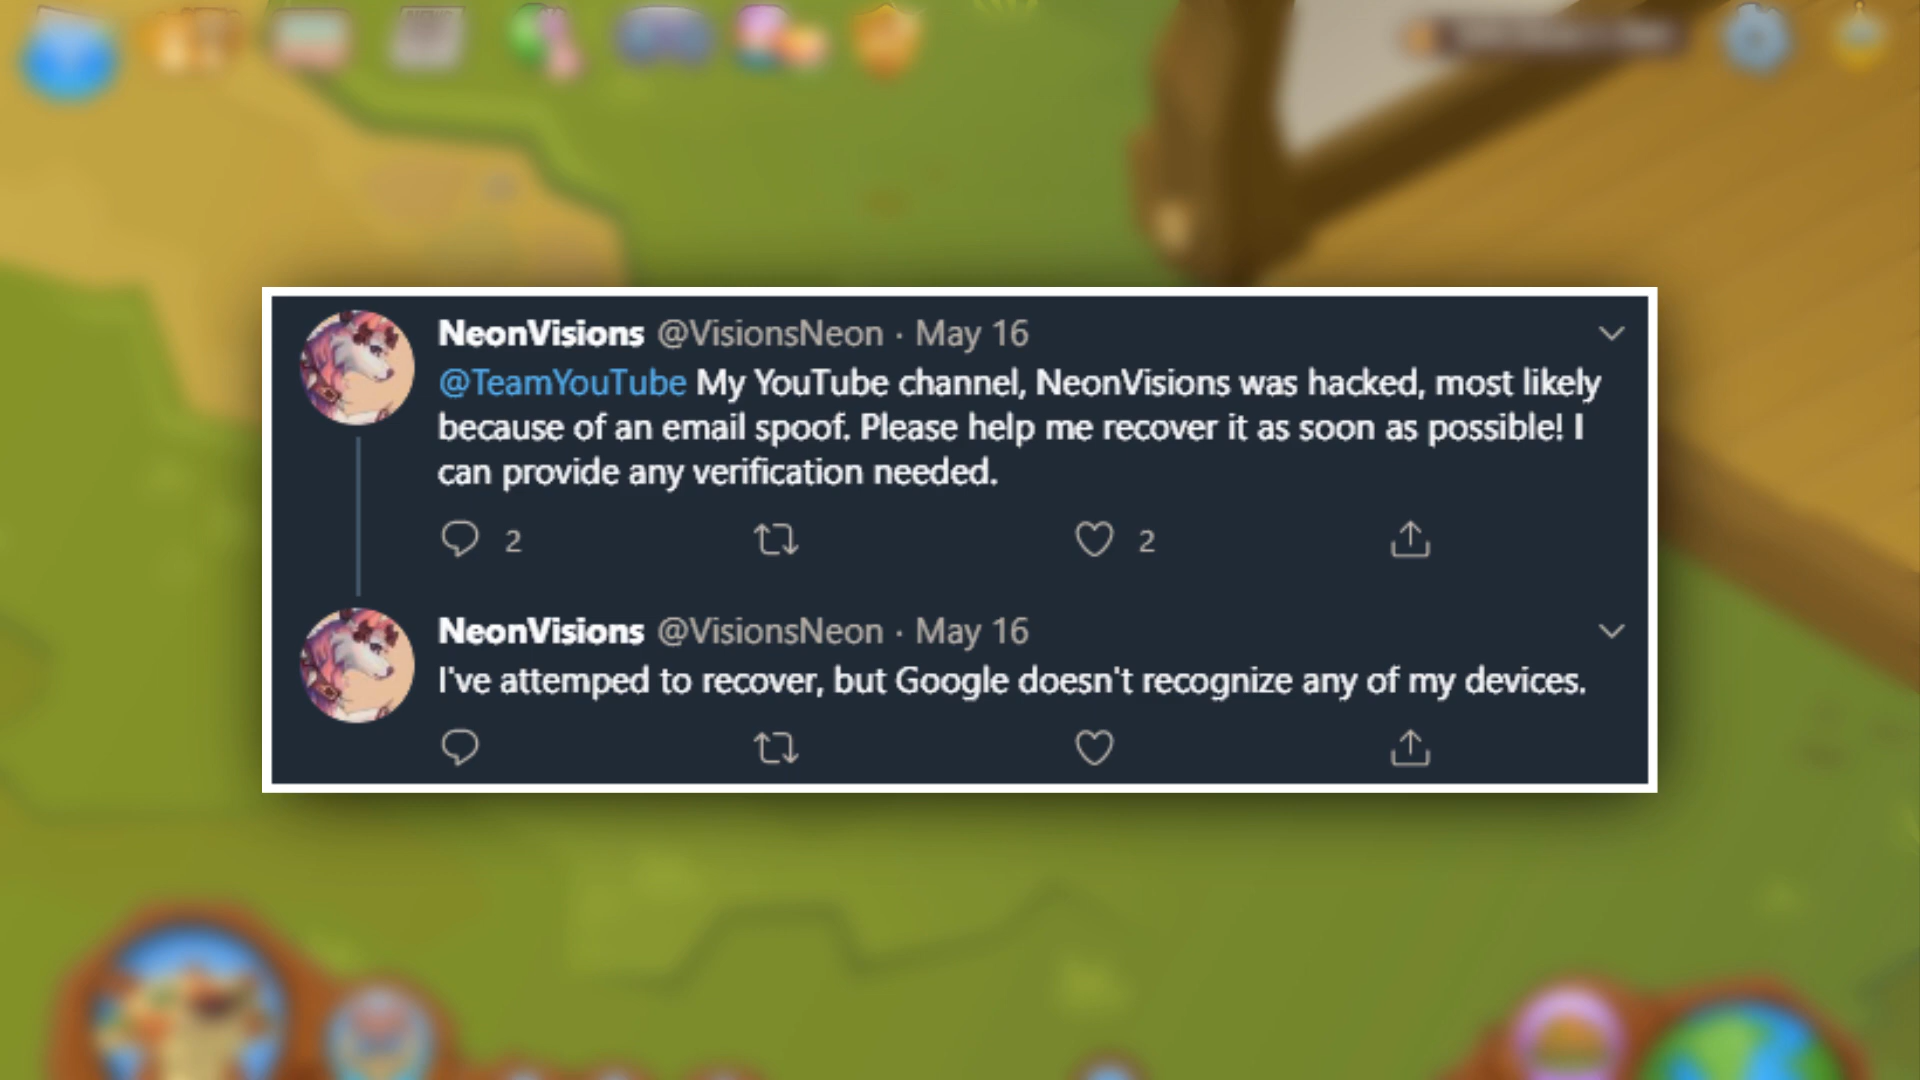 NeonVisions @VisionsNeon · May 16
@TeamYouTube My YouTube channel, NeonVisions was hacked, most likely
because of an email spoof. Please help me recover it as soon as possible! I
can provide any verification needed.
2 2
NeonVisions @VisionsNeon · May 16
I've attemped to recover, but Google doesn't recognize any of my devices.